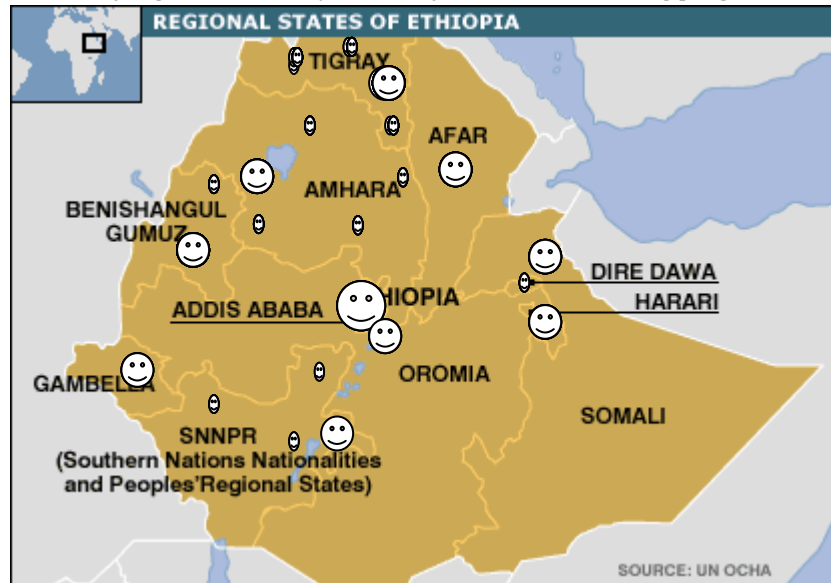 REGIONAL STATES OF ETHIOPIA
TIGRAY
AFAR
AMHARA
BENISHANGUL
GUMUZ
DIRE DAWA
HARARI
HIOPIA
ADDIS ABABA
OROMIA
GAMBELLA
SOMALI
SNNPR
(Southern Nations Nationalities
and Peoples'Regional States)
SOURCE: UN OCHA